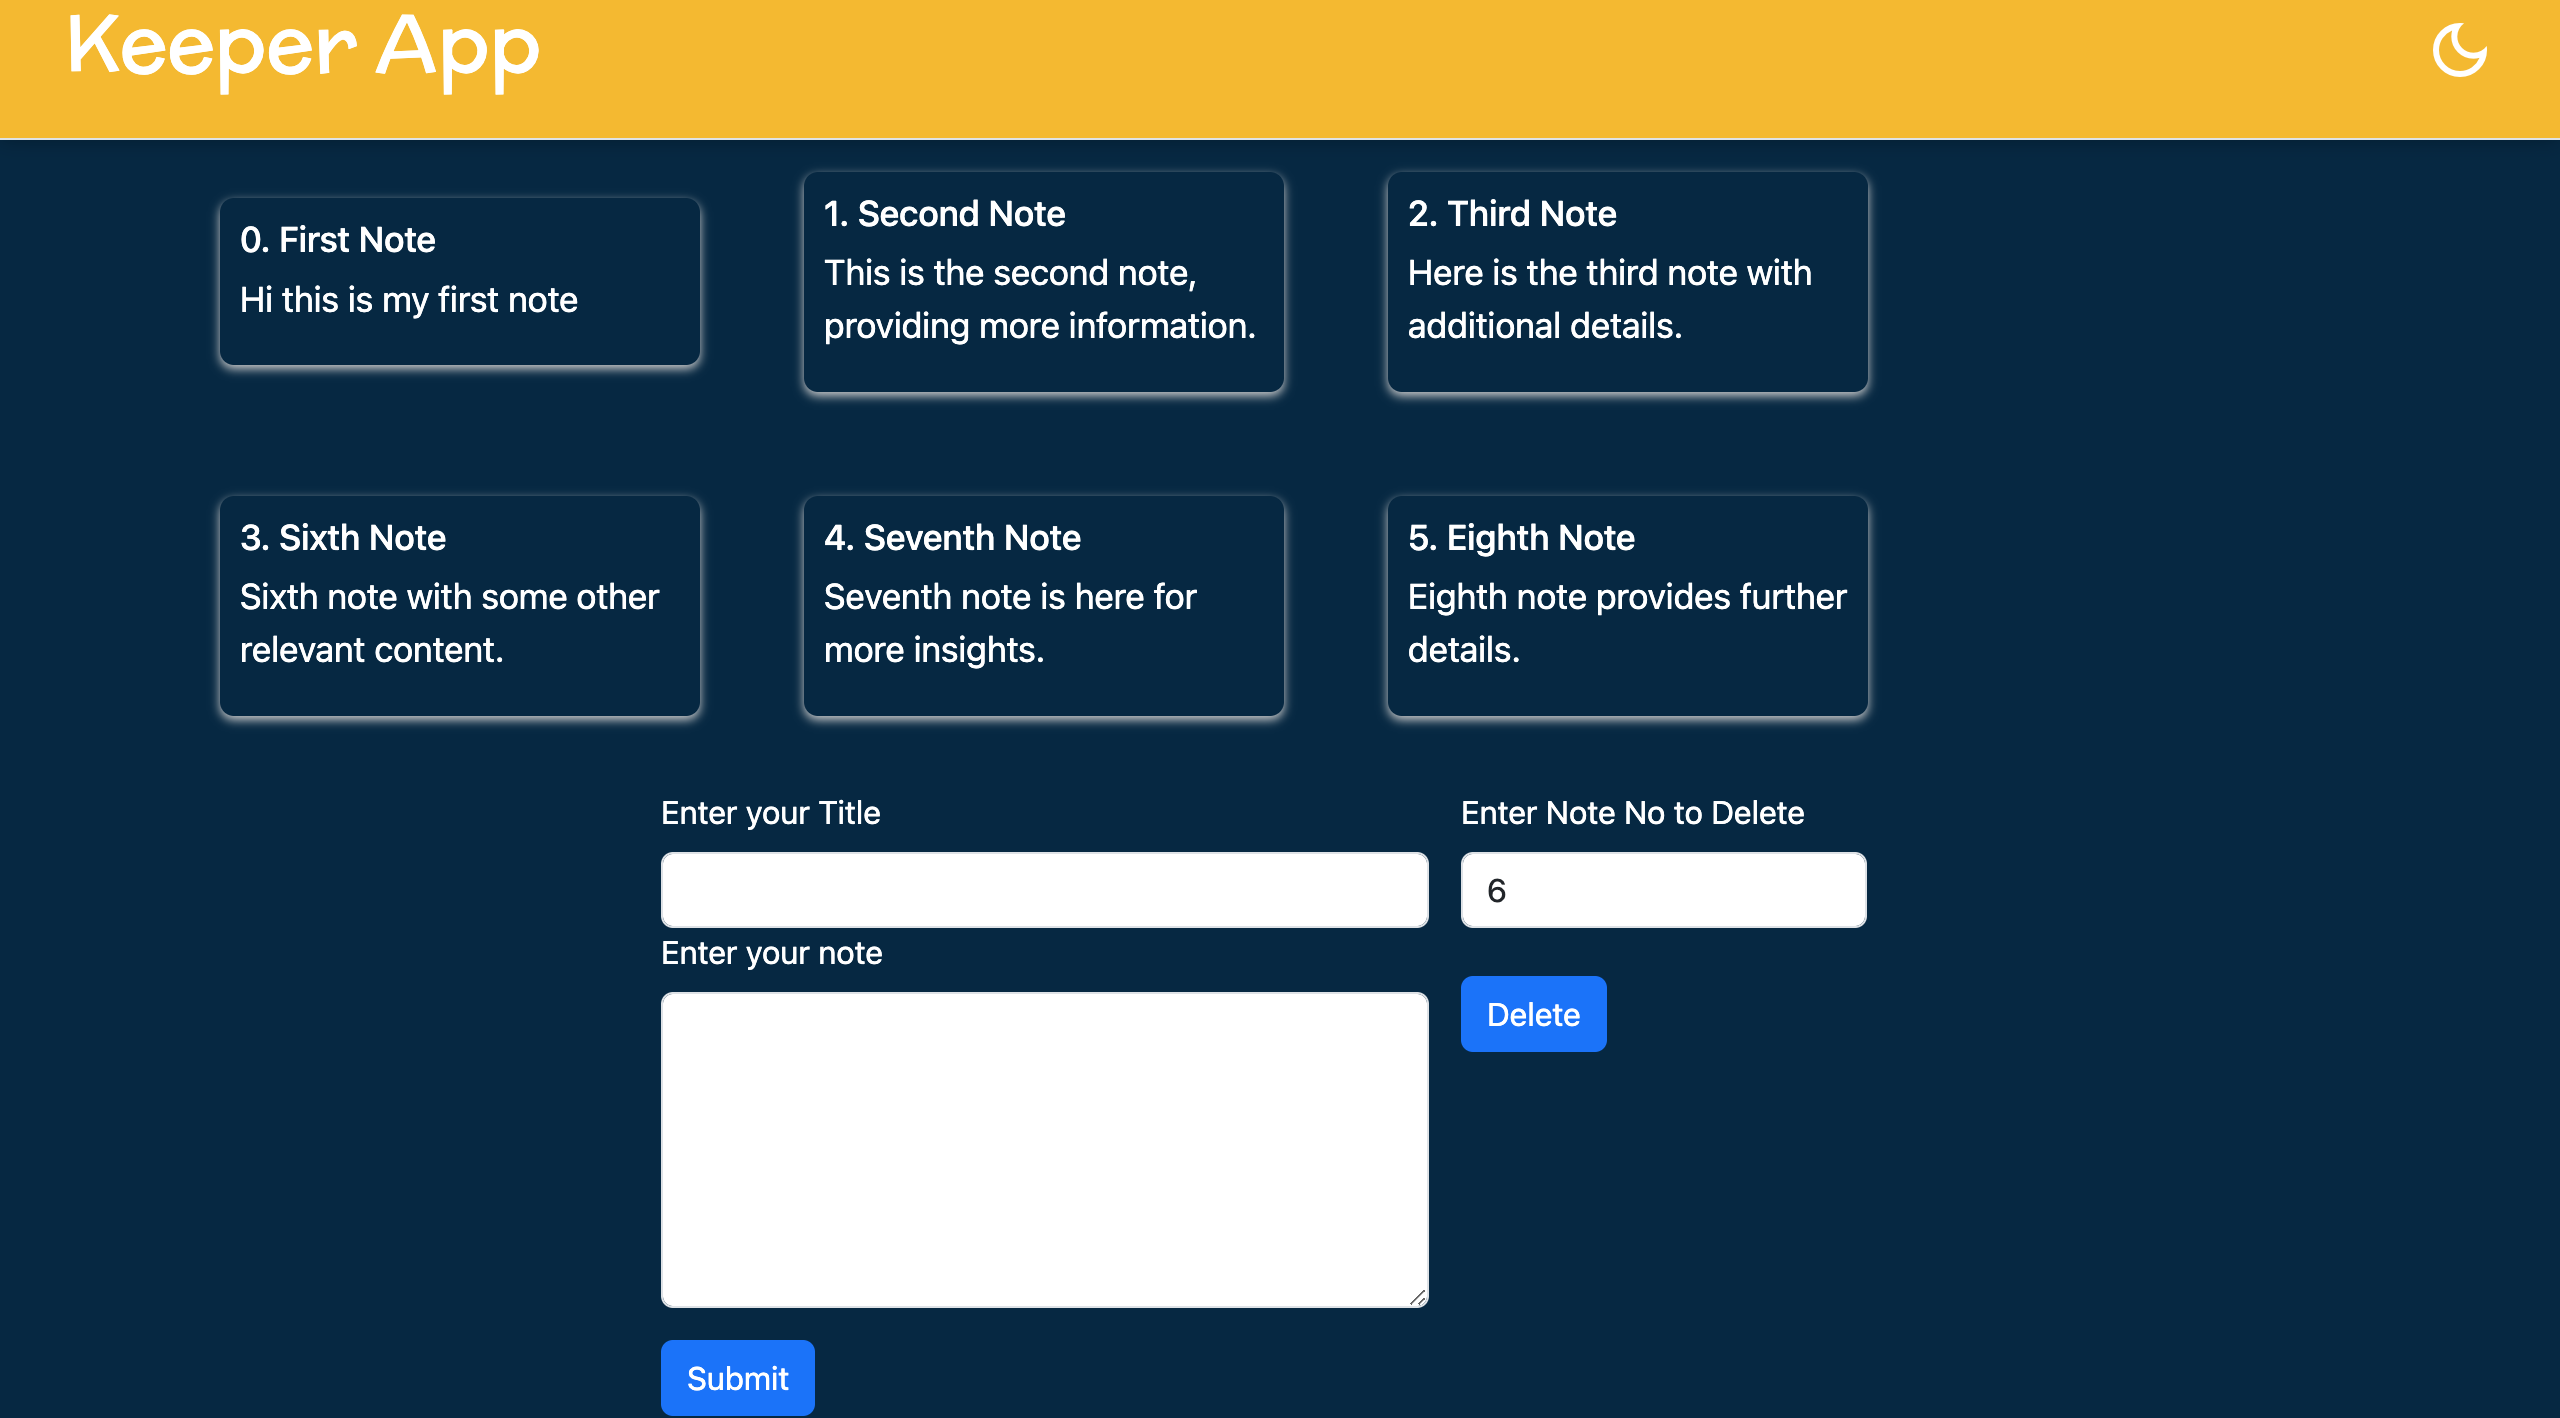 Keeper App
0. First Note
Hi this is my first note
1. Second Note
This is the second note,
providing more information.
2. Third Note
Here is the third note with
additional details.
3. Sixth Note
Sixth note with some other
relevant content.
4. Seventh Note
Seventh note is here for
more insights.
5. Eighth Note
Eighth note provides further
details.
Enter your Title
Enter your note
Submit
Enter Note No to Delete
6
Delete